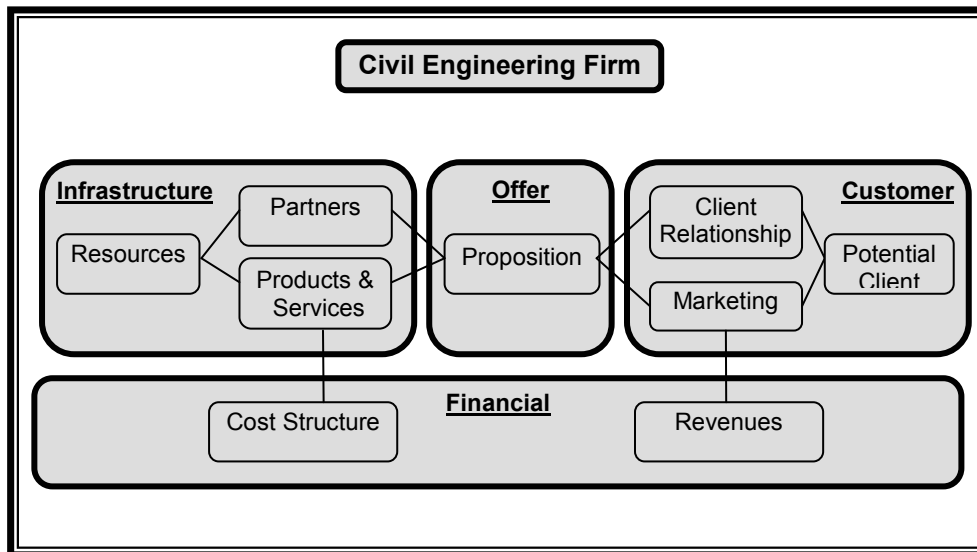 Civil Engineering Firm
Infrastructure
Partners
Resources
Products &
Services
Offer
Proposition
Customer
Client
Relationship
Potential
Client
Marketing
Financial
Cost Structure
Revenues